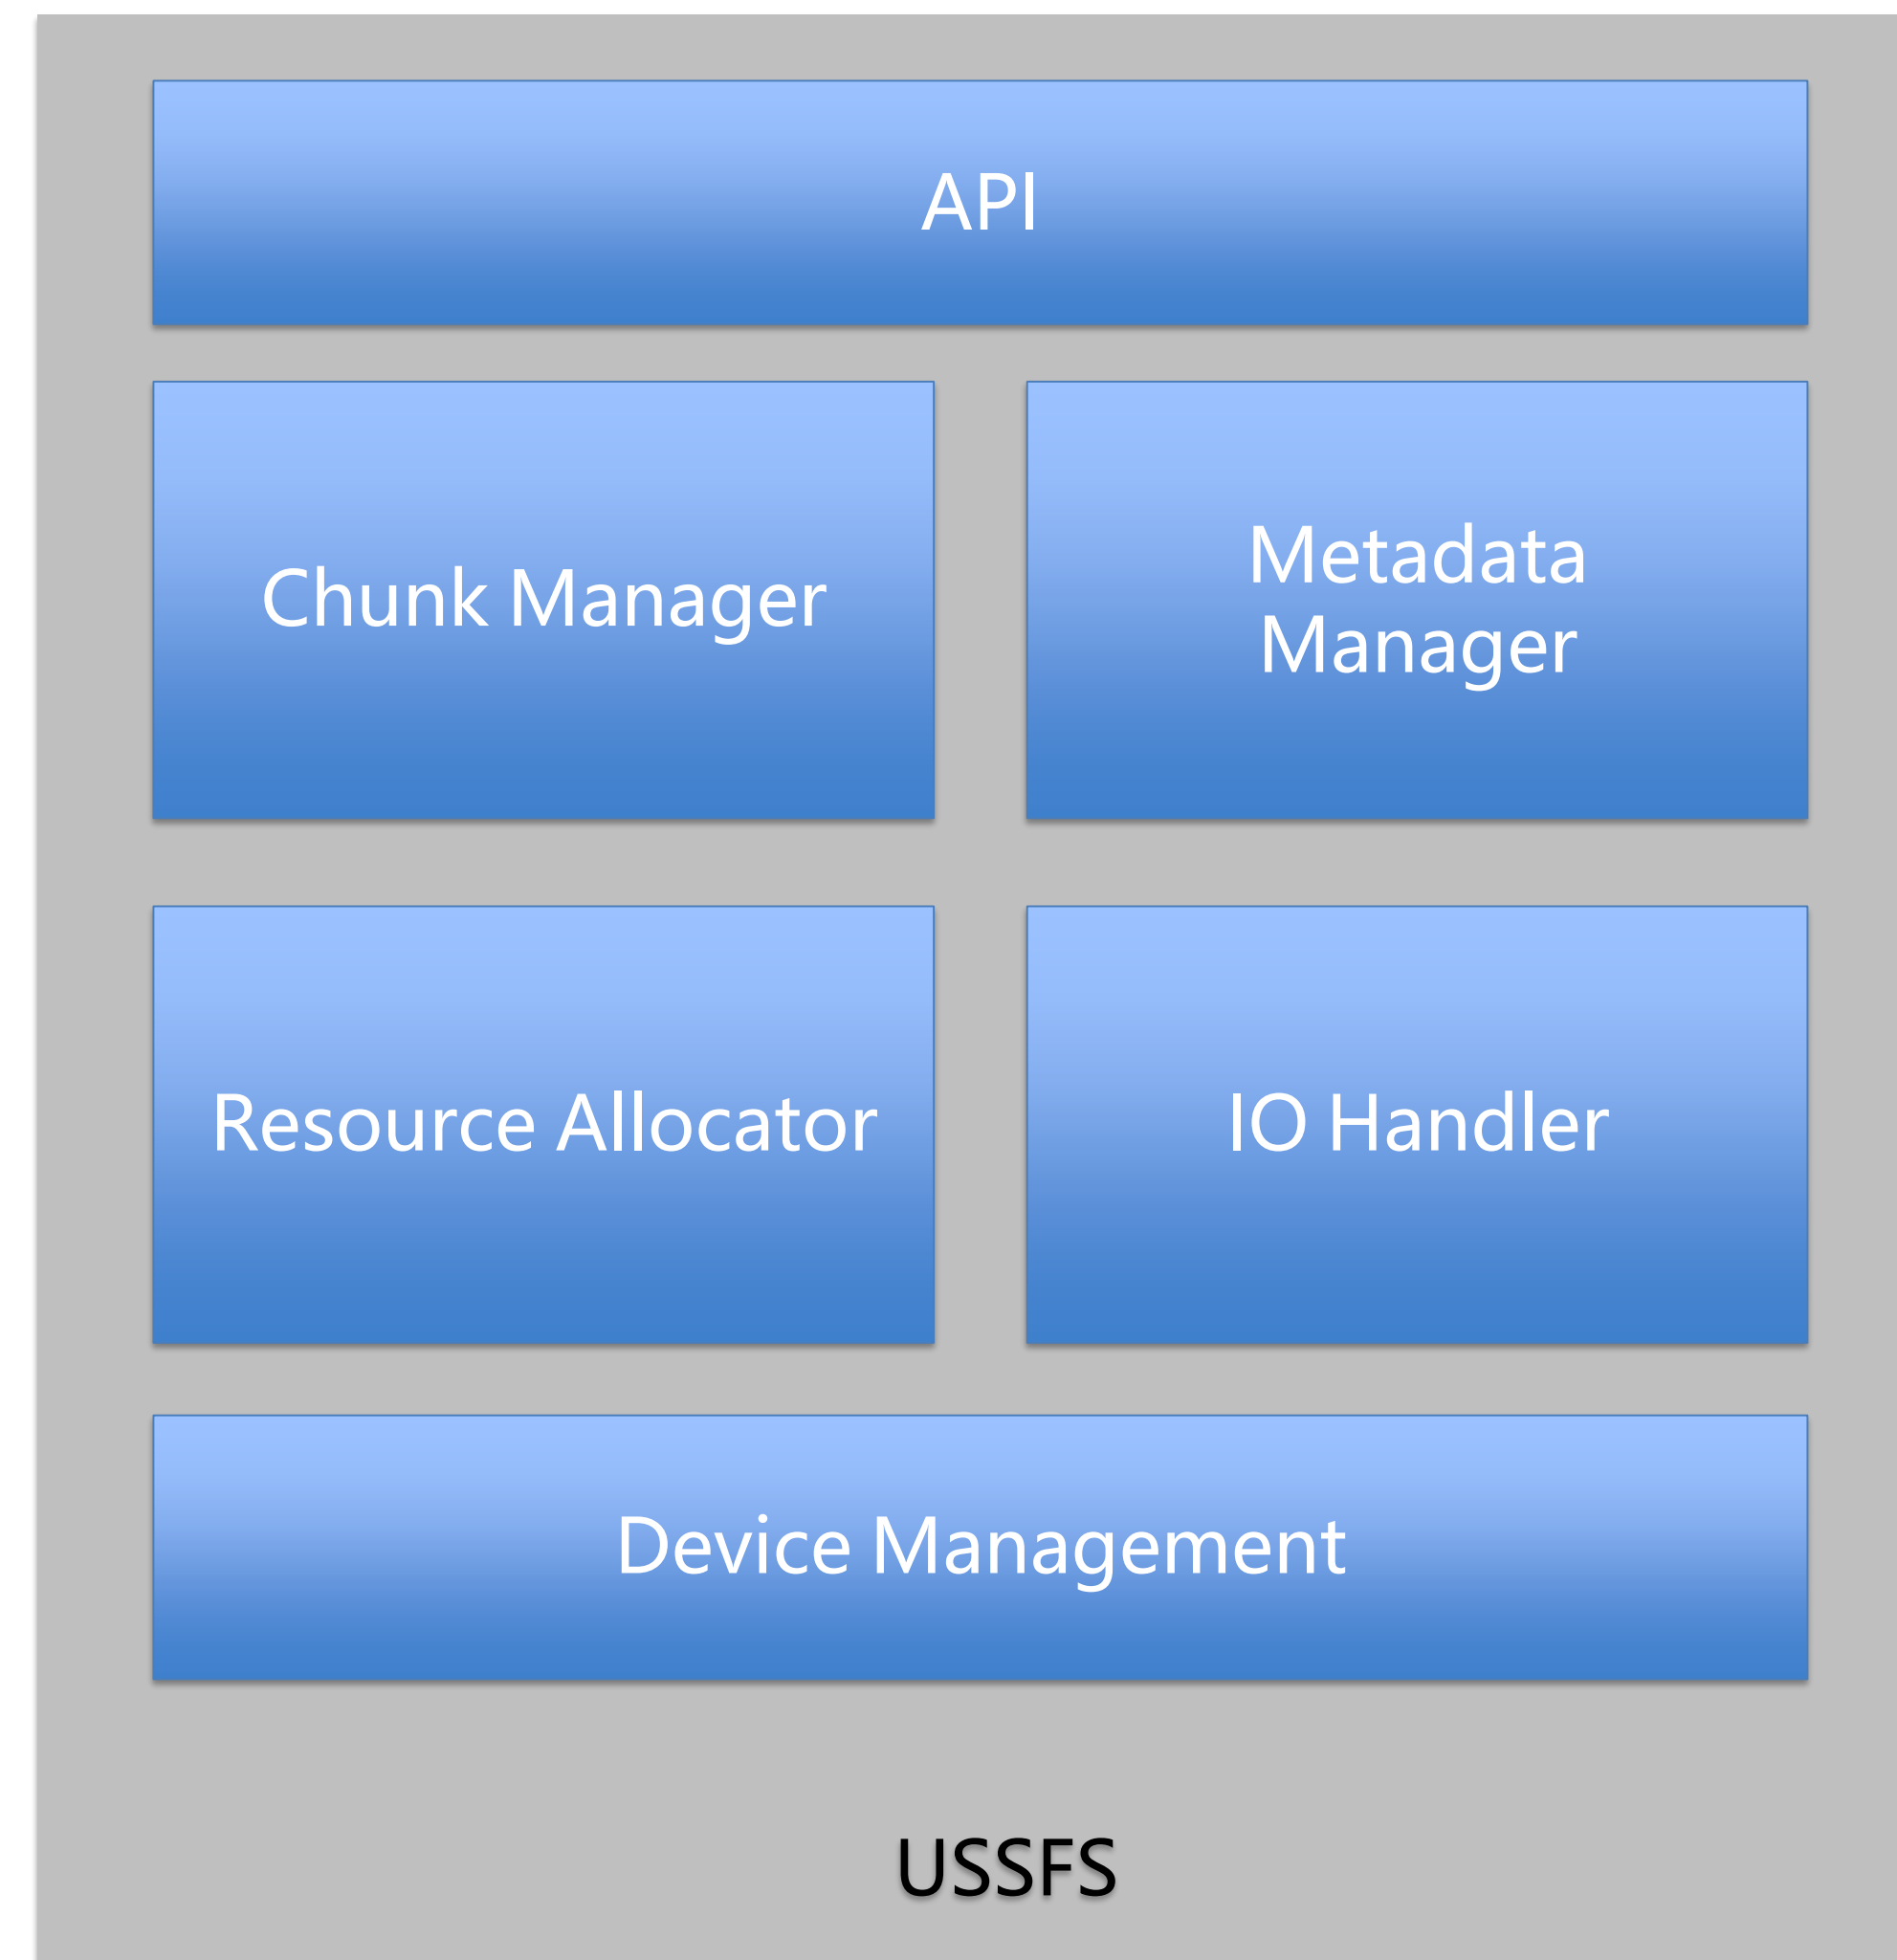 API
Chunk Manager
Metadata
Manager
Resource Allocator
IO Handler
Device Management
USSFS